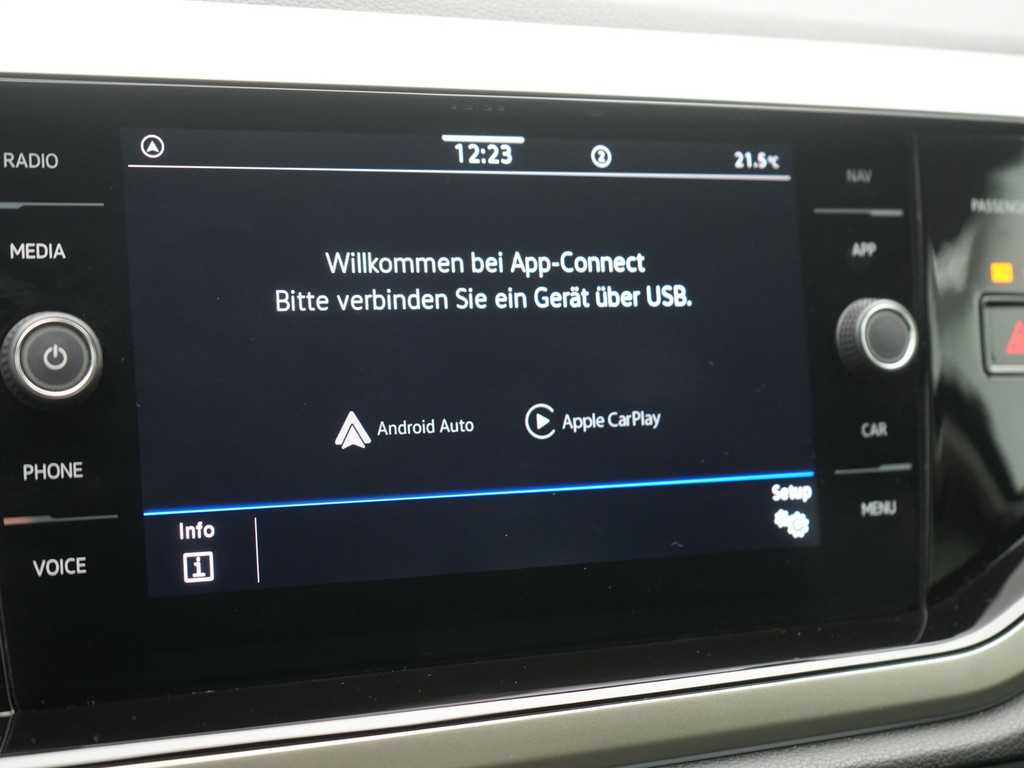 RADIO
MEDIA
PHONE
VOICE
12:23
2
21.5°C
Willkommen bei App-Connect
Bitte verbinden Sie ein Gerät über USB.
Android Auto
Apple CarPlay
Info
i
Setup
NAV
APP
CAR
MENU